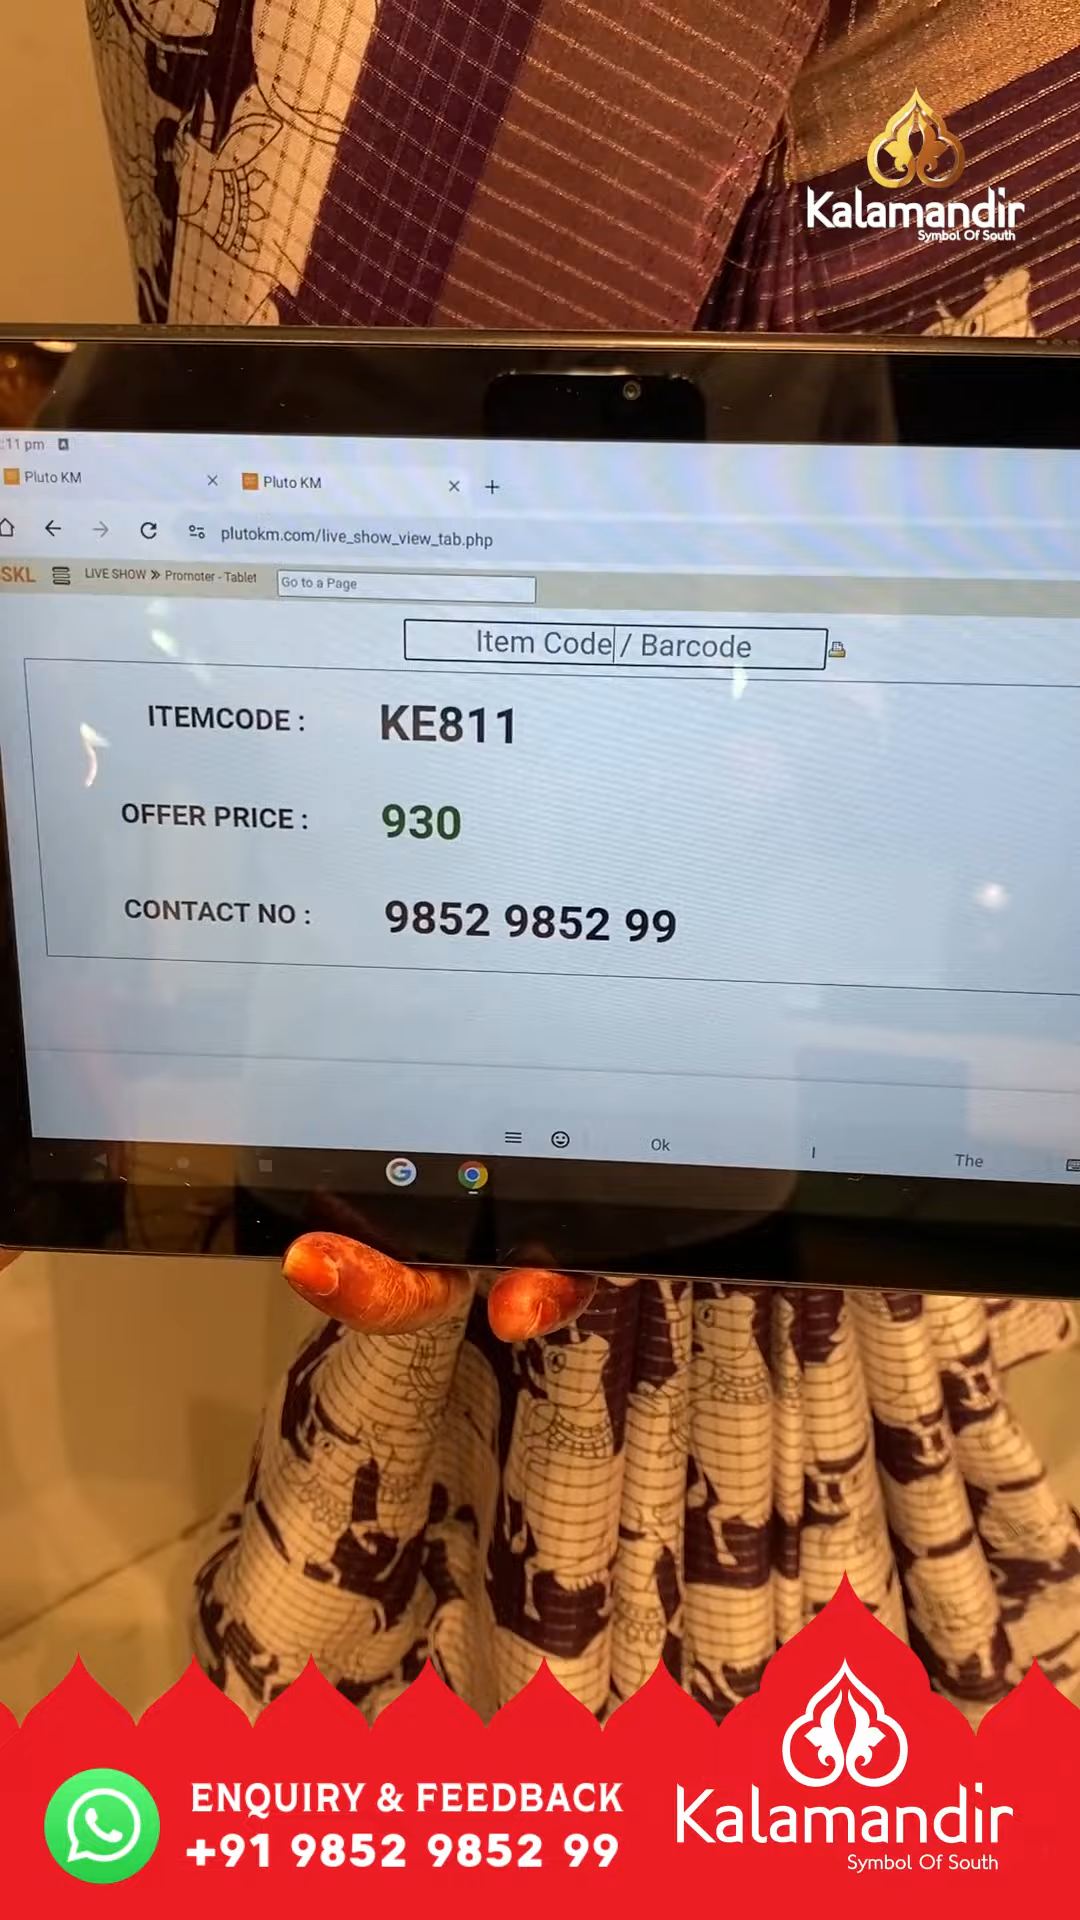 Kalamandir
Symbol Of South
:11 pm
Pluto KM
Pluto KM
plutokm.com/live_show_view_tab.php
SKL
LIVE SHOW » Promoter - Tablet
Go to a Page
Item Code / Barcode
ITEMCODE : KE811
OFFER PRICE : 930
CONTACT NO : 9852 9852 99
Ok
I
The
ENQUIRY & FEEDBACK
+91 9852 9852 99
Kalamandir
Symbol Of South